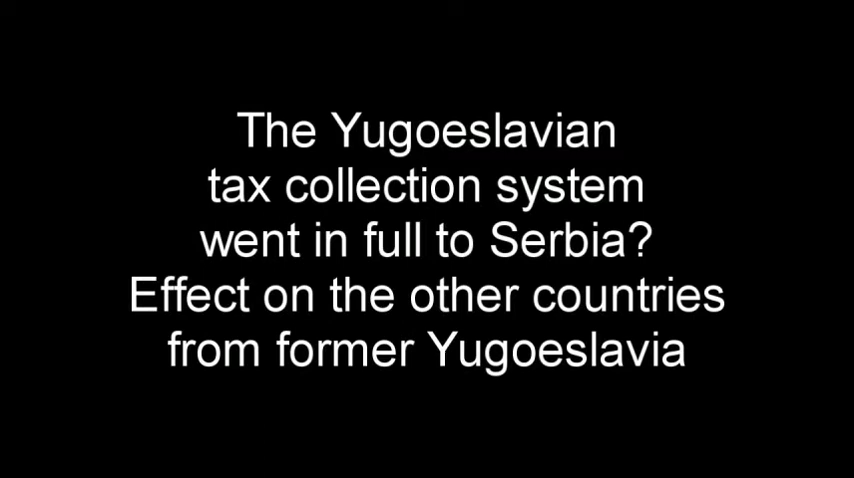 The Yugoeslavian
tax collection system
went in full to Serbia?
Effect on the other countries
from former Yugoeslavia